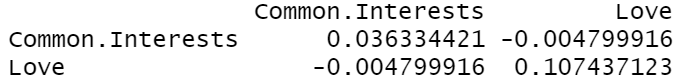 Common.Interests Love
Common.Interests 0.036334421 -0.004799916
Love -0.004799916 0.107437123